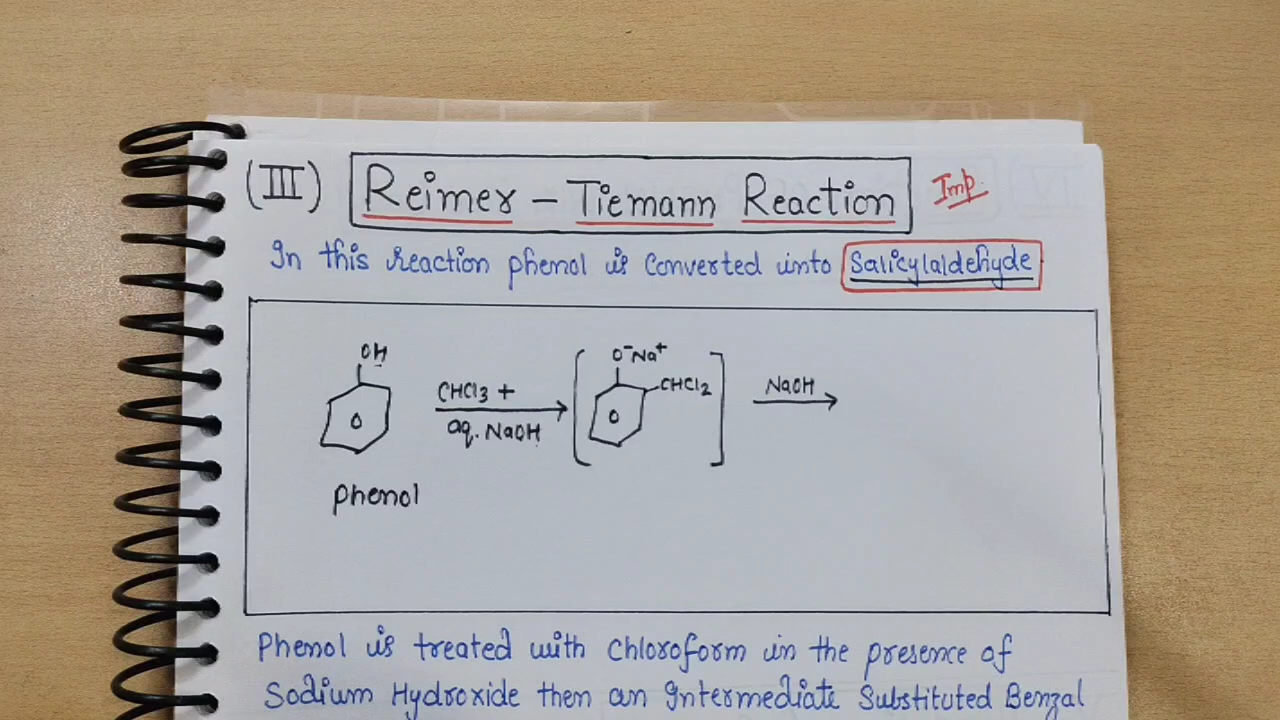 (III) Reimer - Tiemann Reaction Imp.
In this reaction phenol is Converted into Salicylaldehyde
OH
CHCl3 +
aq. NaOH
O⁻Na⁺
CHCl2
NaOH
phenol
Phenol is treated with Chloroform in the presence of
Sodium Hydroxide then an Intermediate Substituted Benzal